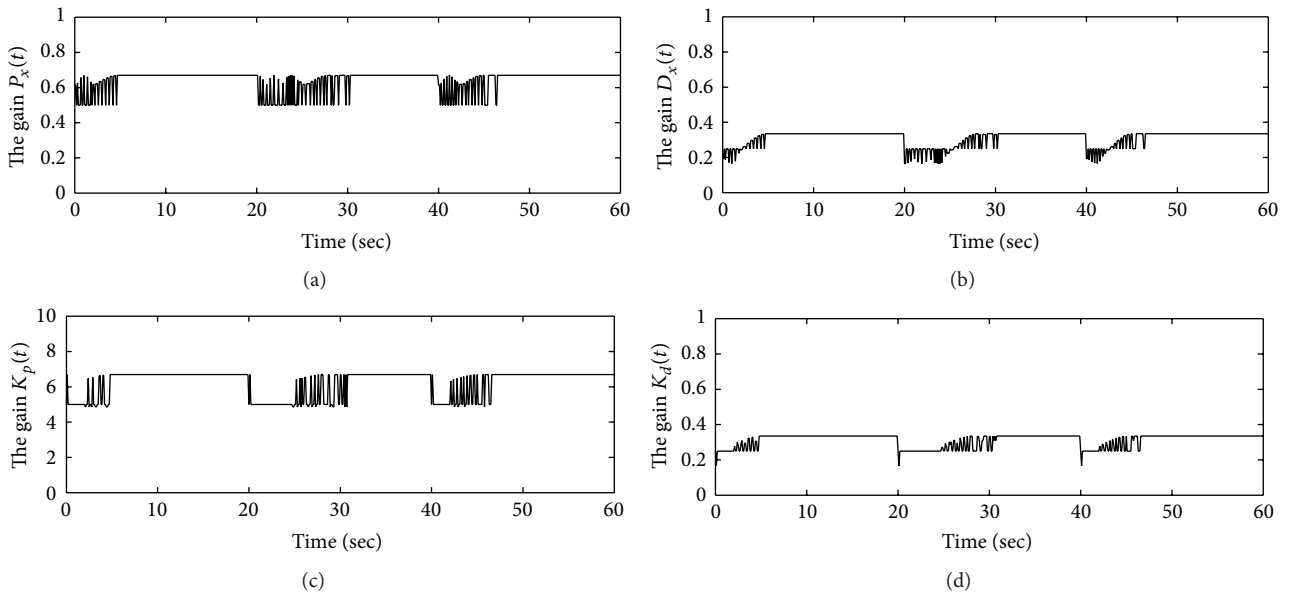 1
0.8
0.6
0.4
0.2
0
The gain P_x(t)
0 10 20 30 40 50 60
Time (sec)
(a)
1
0.8
0.6
0.4
0.2
0
The gain D_x(t)
0 10 20 30 40 50 60
Time (sec)
(b)
10
8
6
4
2
0
The gain K_p(t)
0 10 20 30 40 50 60
Time (sec)
(c)
1
0.8
0.6
0.4
0.2
0
The gain K_d(t)
0 10 20 30 40 50 60
Time (sec)
(d)